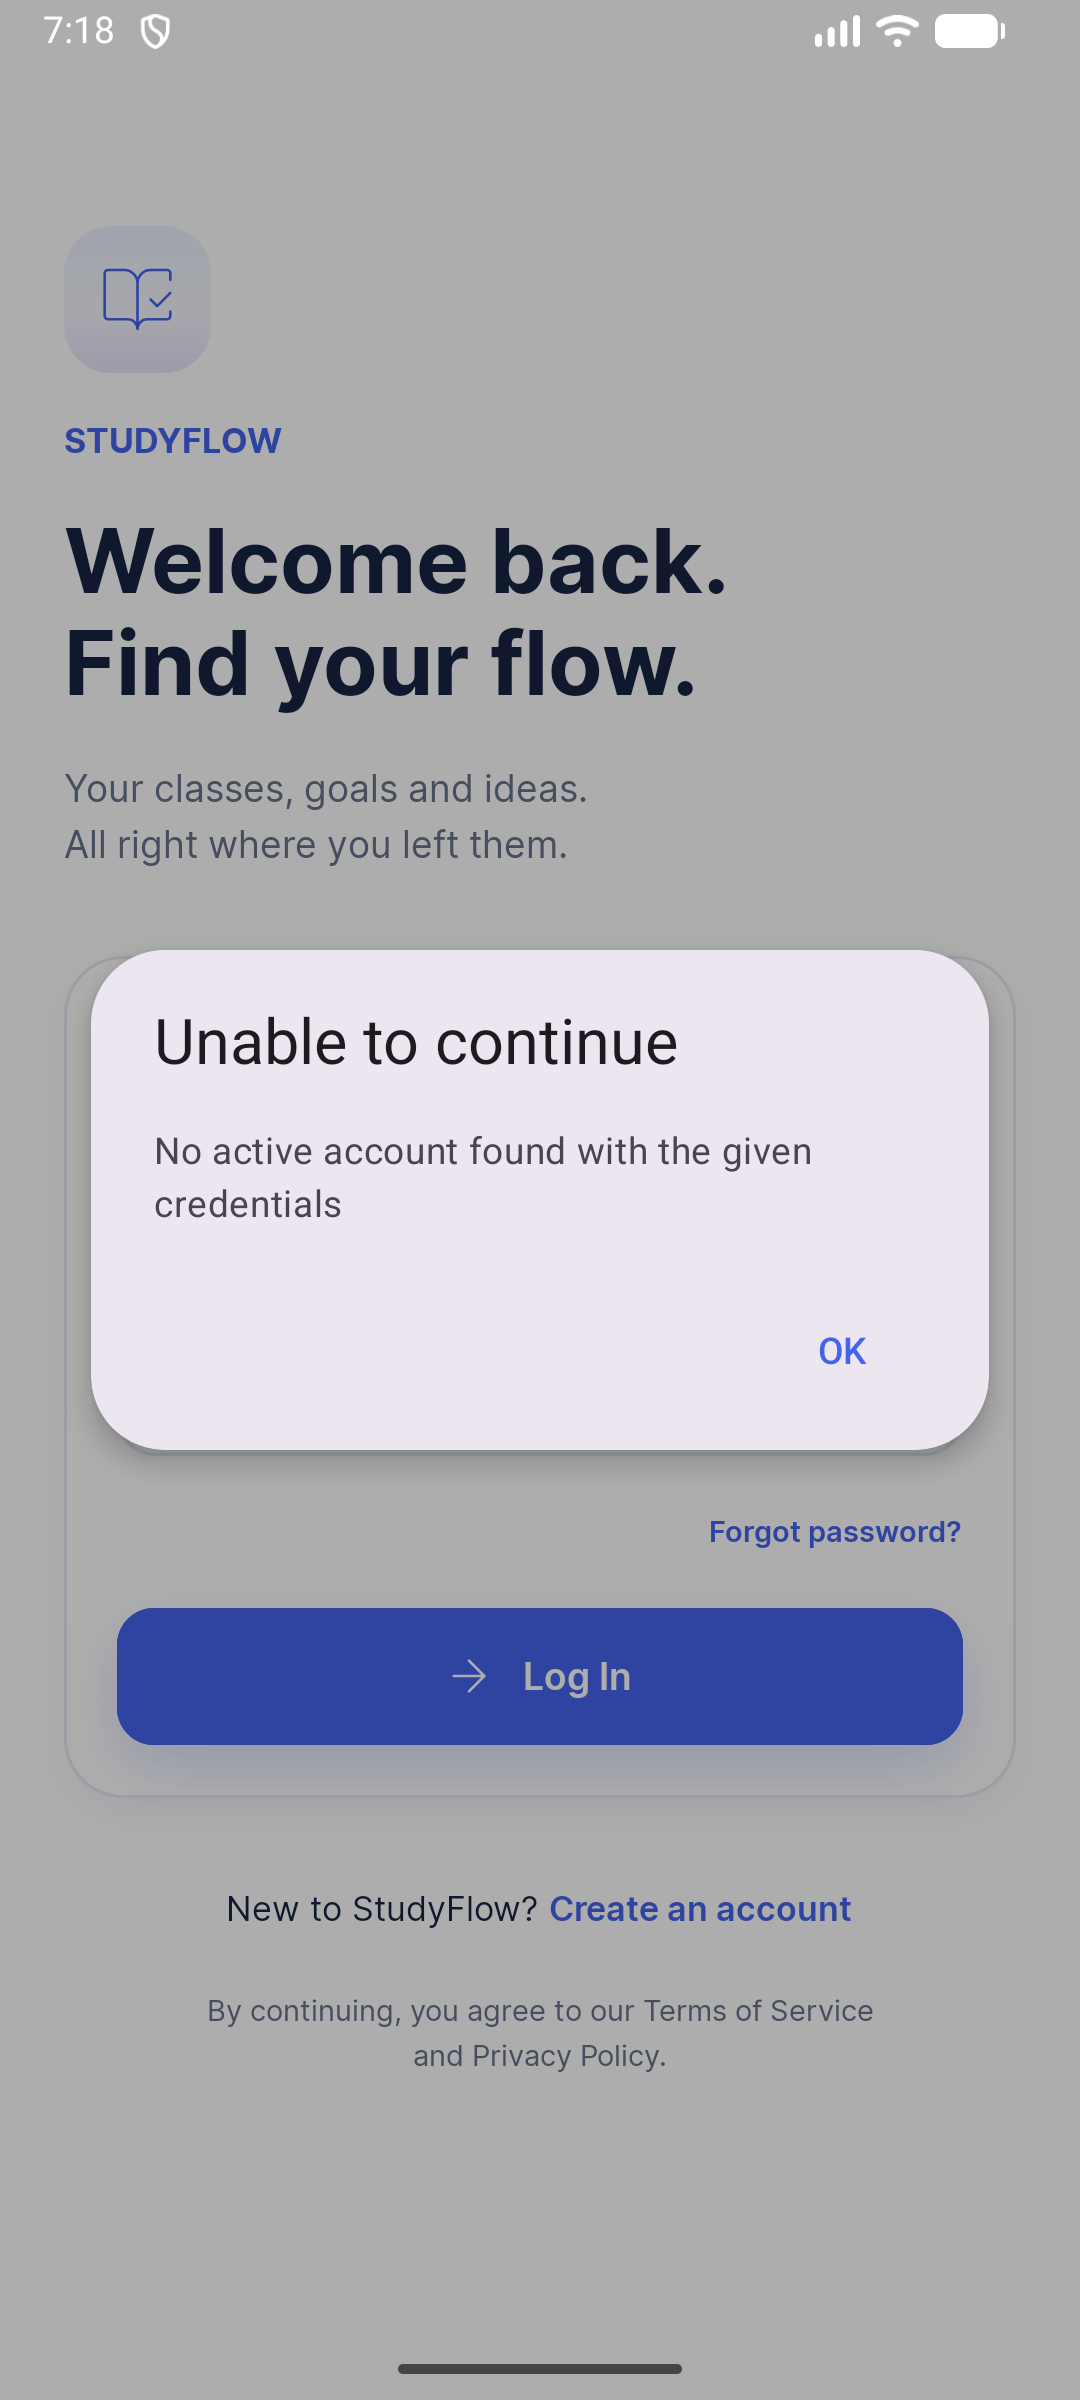 7:18
STUDYFLOW
Welcome back.
Find your flow.
Your classes, goals and ideas.
All right where you left them.
Unable to continue
No active account found with the given
credentials
OK
Forgot password?
Log In
New to StudyFlow? Create an account
By continuing, you agree to our Terms of Service
and Privacy Policy.